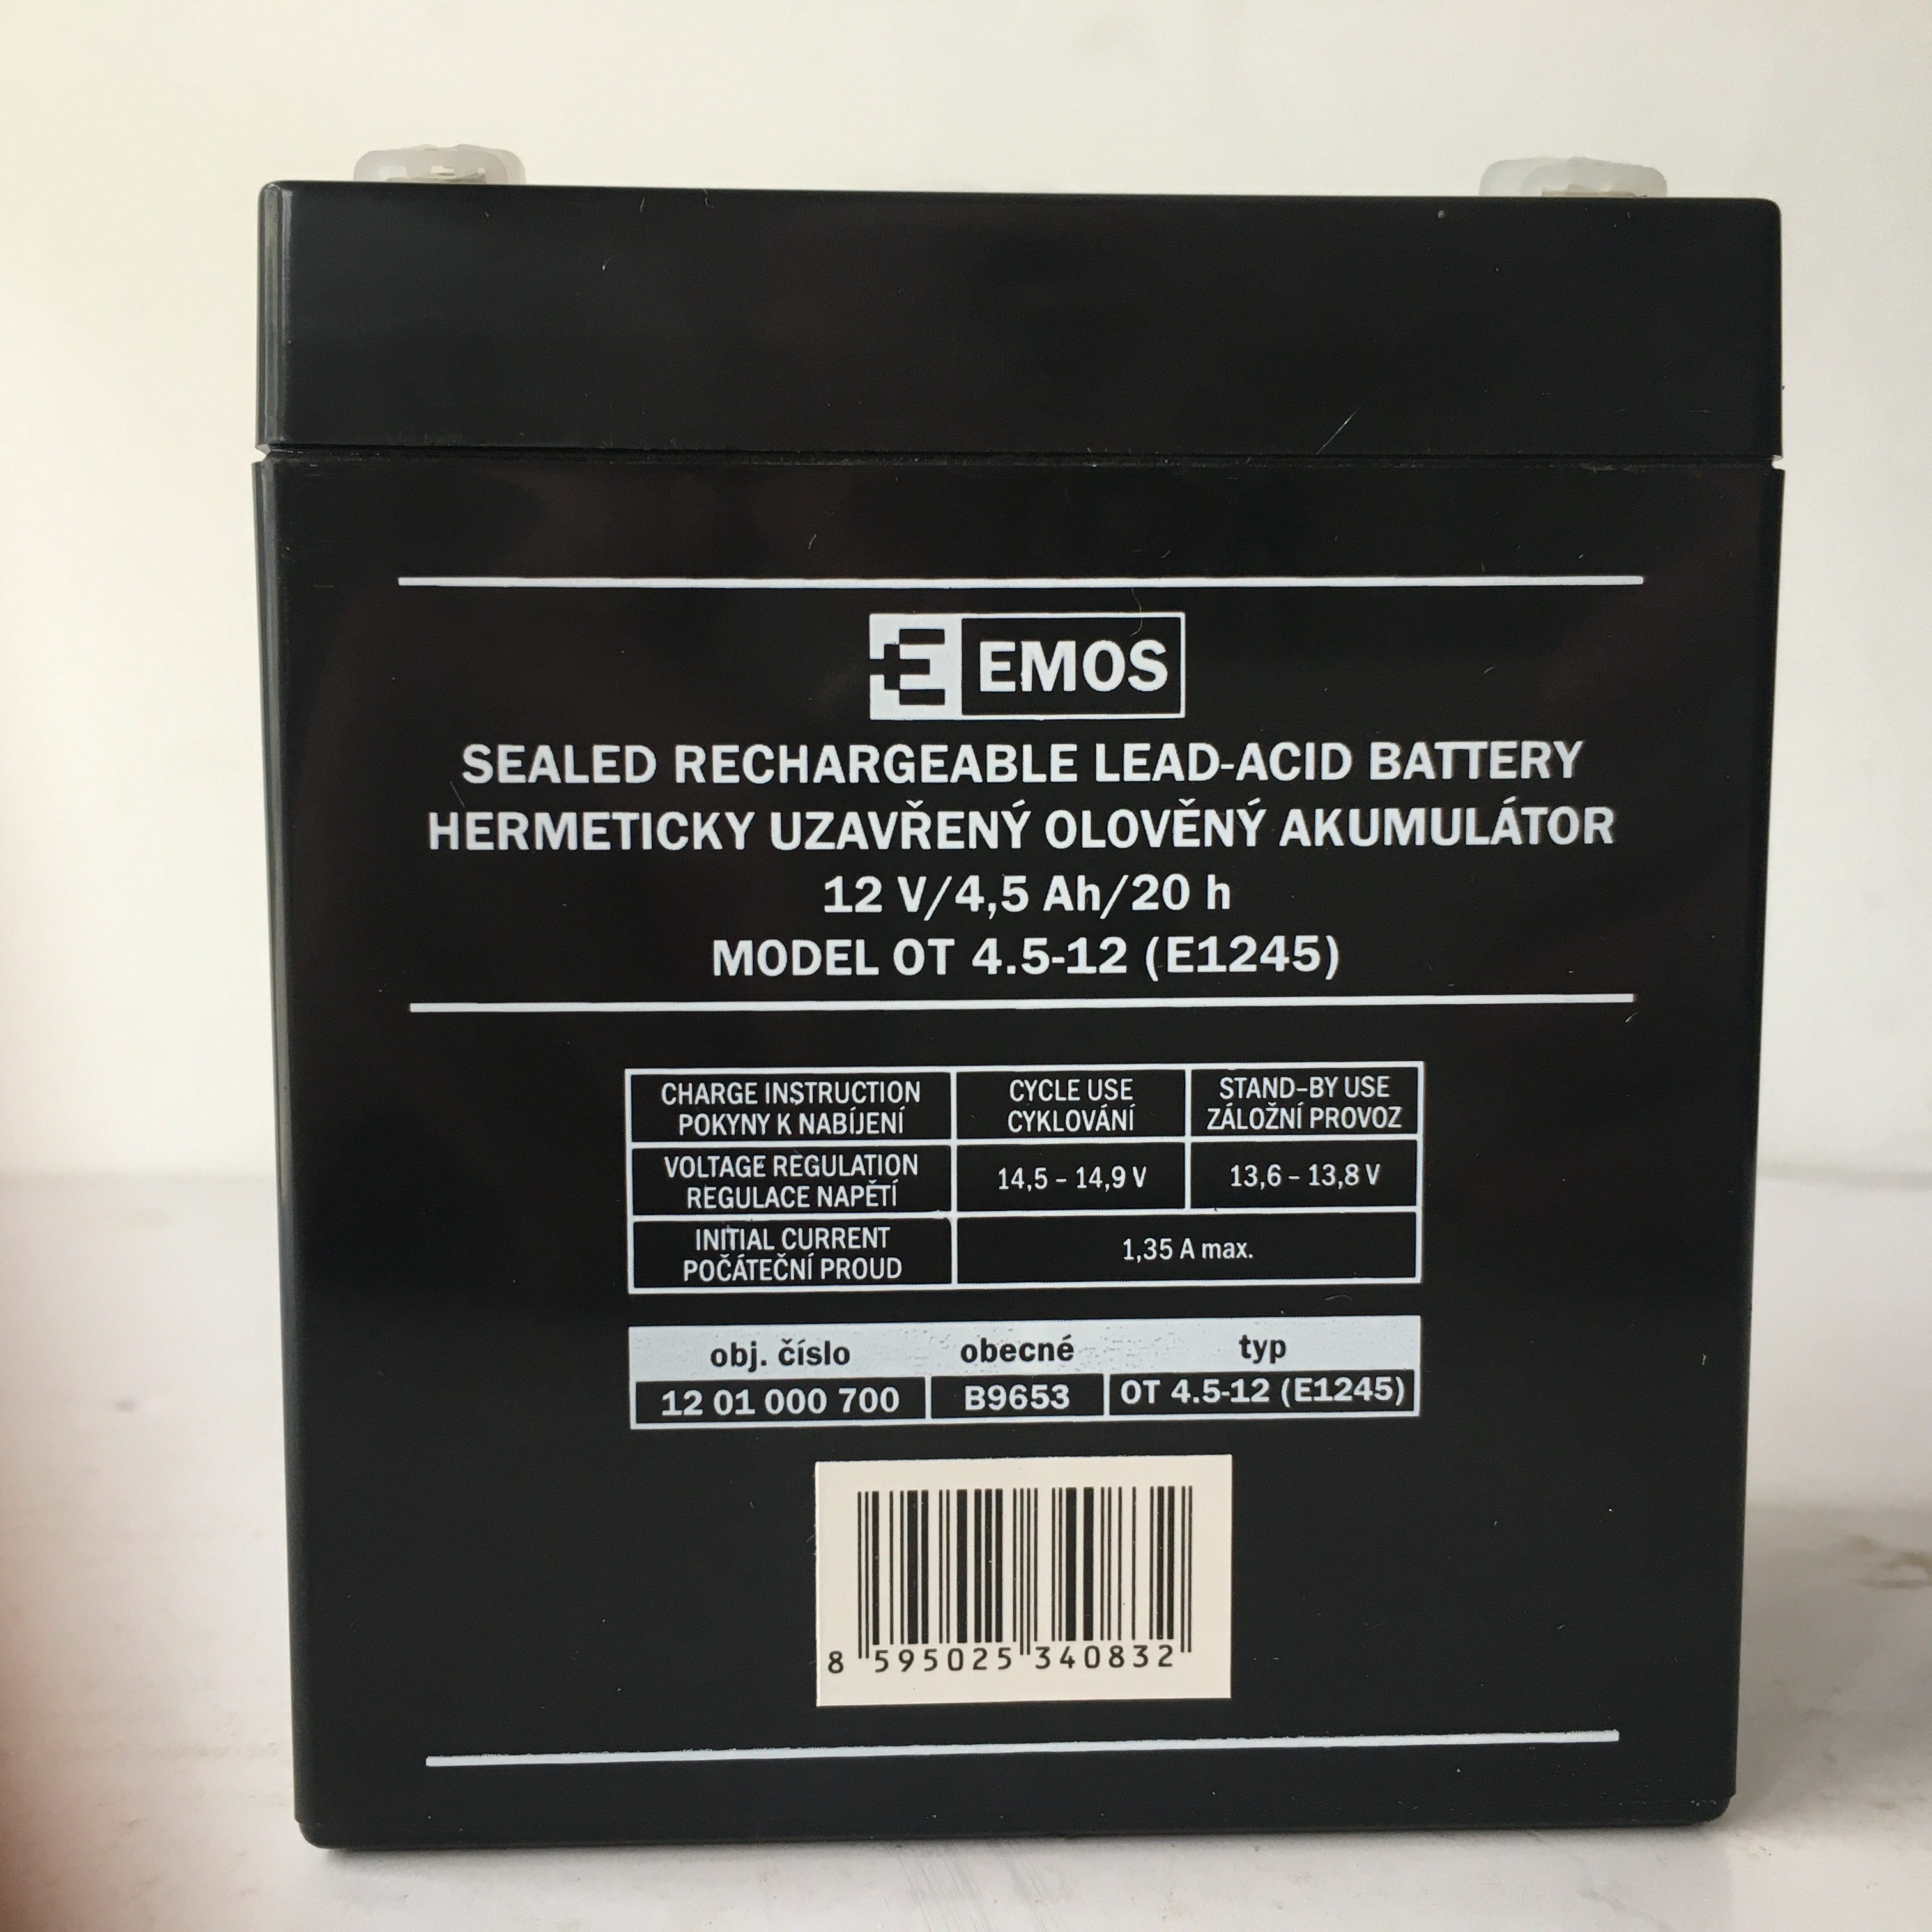 EMOS
SEALED RECHARGEABLE LEAD-ACID BATTERY
HERMETICKY UZAVŘENÝ OLOVĚNÝ AKUMULÁTOR
12 V/4,5 Ah/20 h
MODEL OT 4.5-12 (E1245)
CHARGE INSTRUCTION
POKYNY K NABÍJENÍ
CYCLE USE
CYKLOVÁNÍ
STAND-BY USE
ZÁLOŽNÍ PROVOZ
VOLTAGE REGULATION
REGULACE NAPĚTÍ
14,5 – 14,9 V
13,6 – 13,8 V
INITIAL CURRENT
POČÁTEČNÍ PROUD
1,35 A max.
obj. číslo obecné typ
12 01 000 700 B9653 OT 4.5-12 (E1245)
8 595025 340832